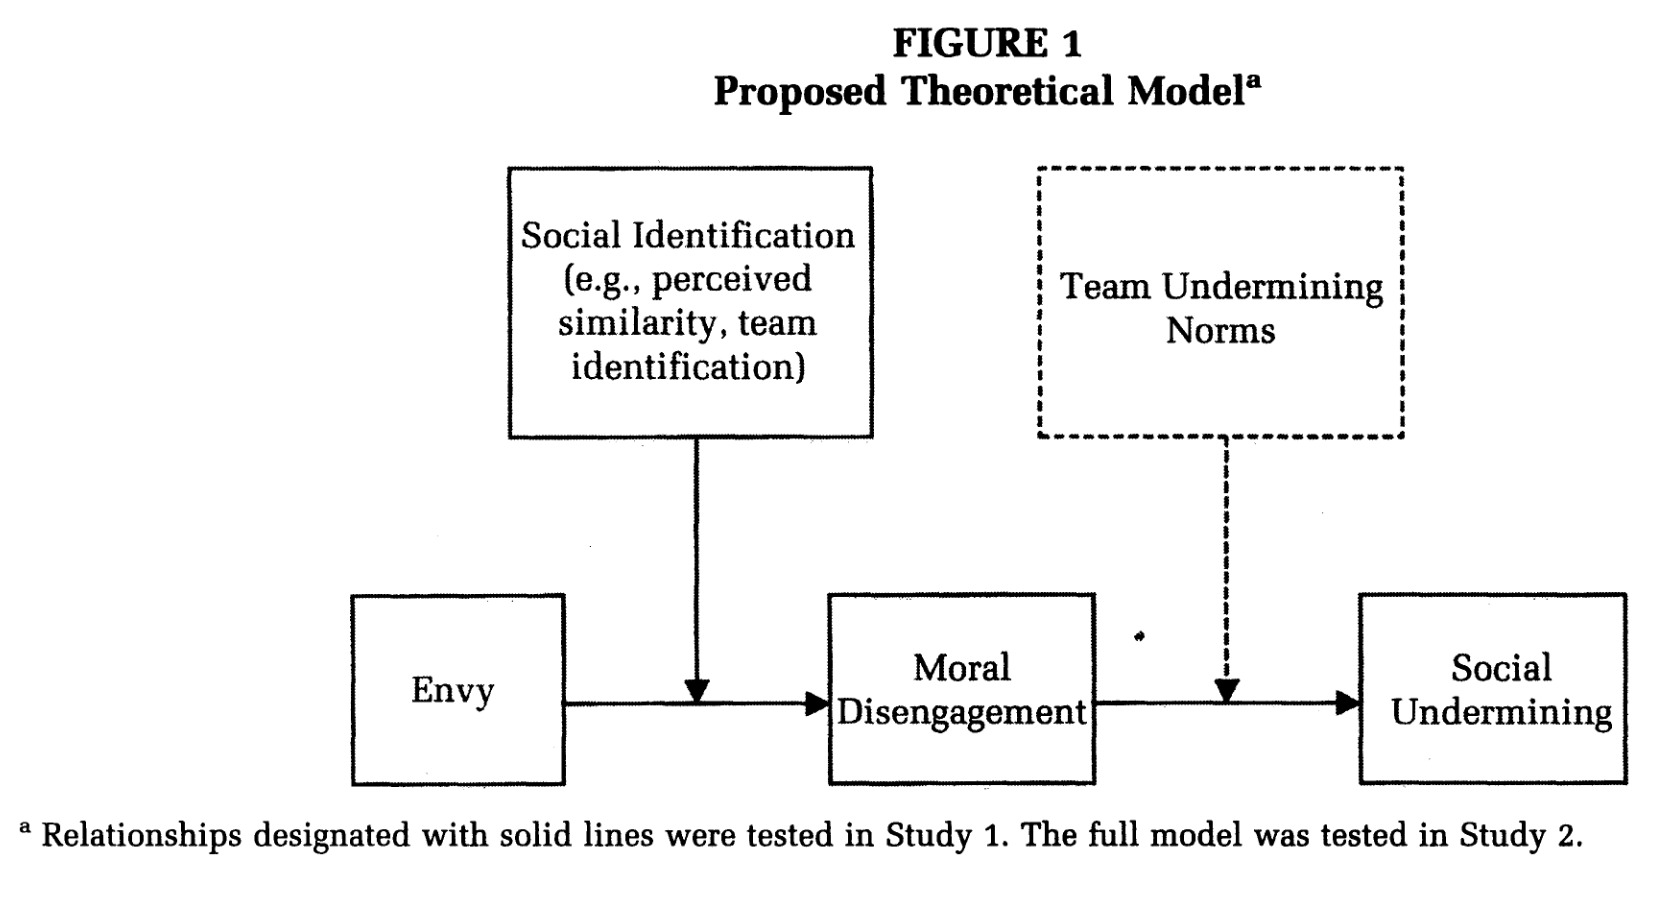 FIGURE 1
Proposed Theoretical Modelᵃ
Social Identification
(e.g., perceived
similarity, team
identification)
Team Undermining
Norms
Envy
Moral
Disengagement
Social
Undermining
ᵃ Relationships designated with solid lines were tested in Study 1. The full model was tested in Study 2.